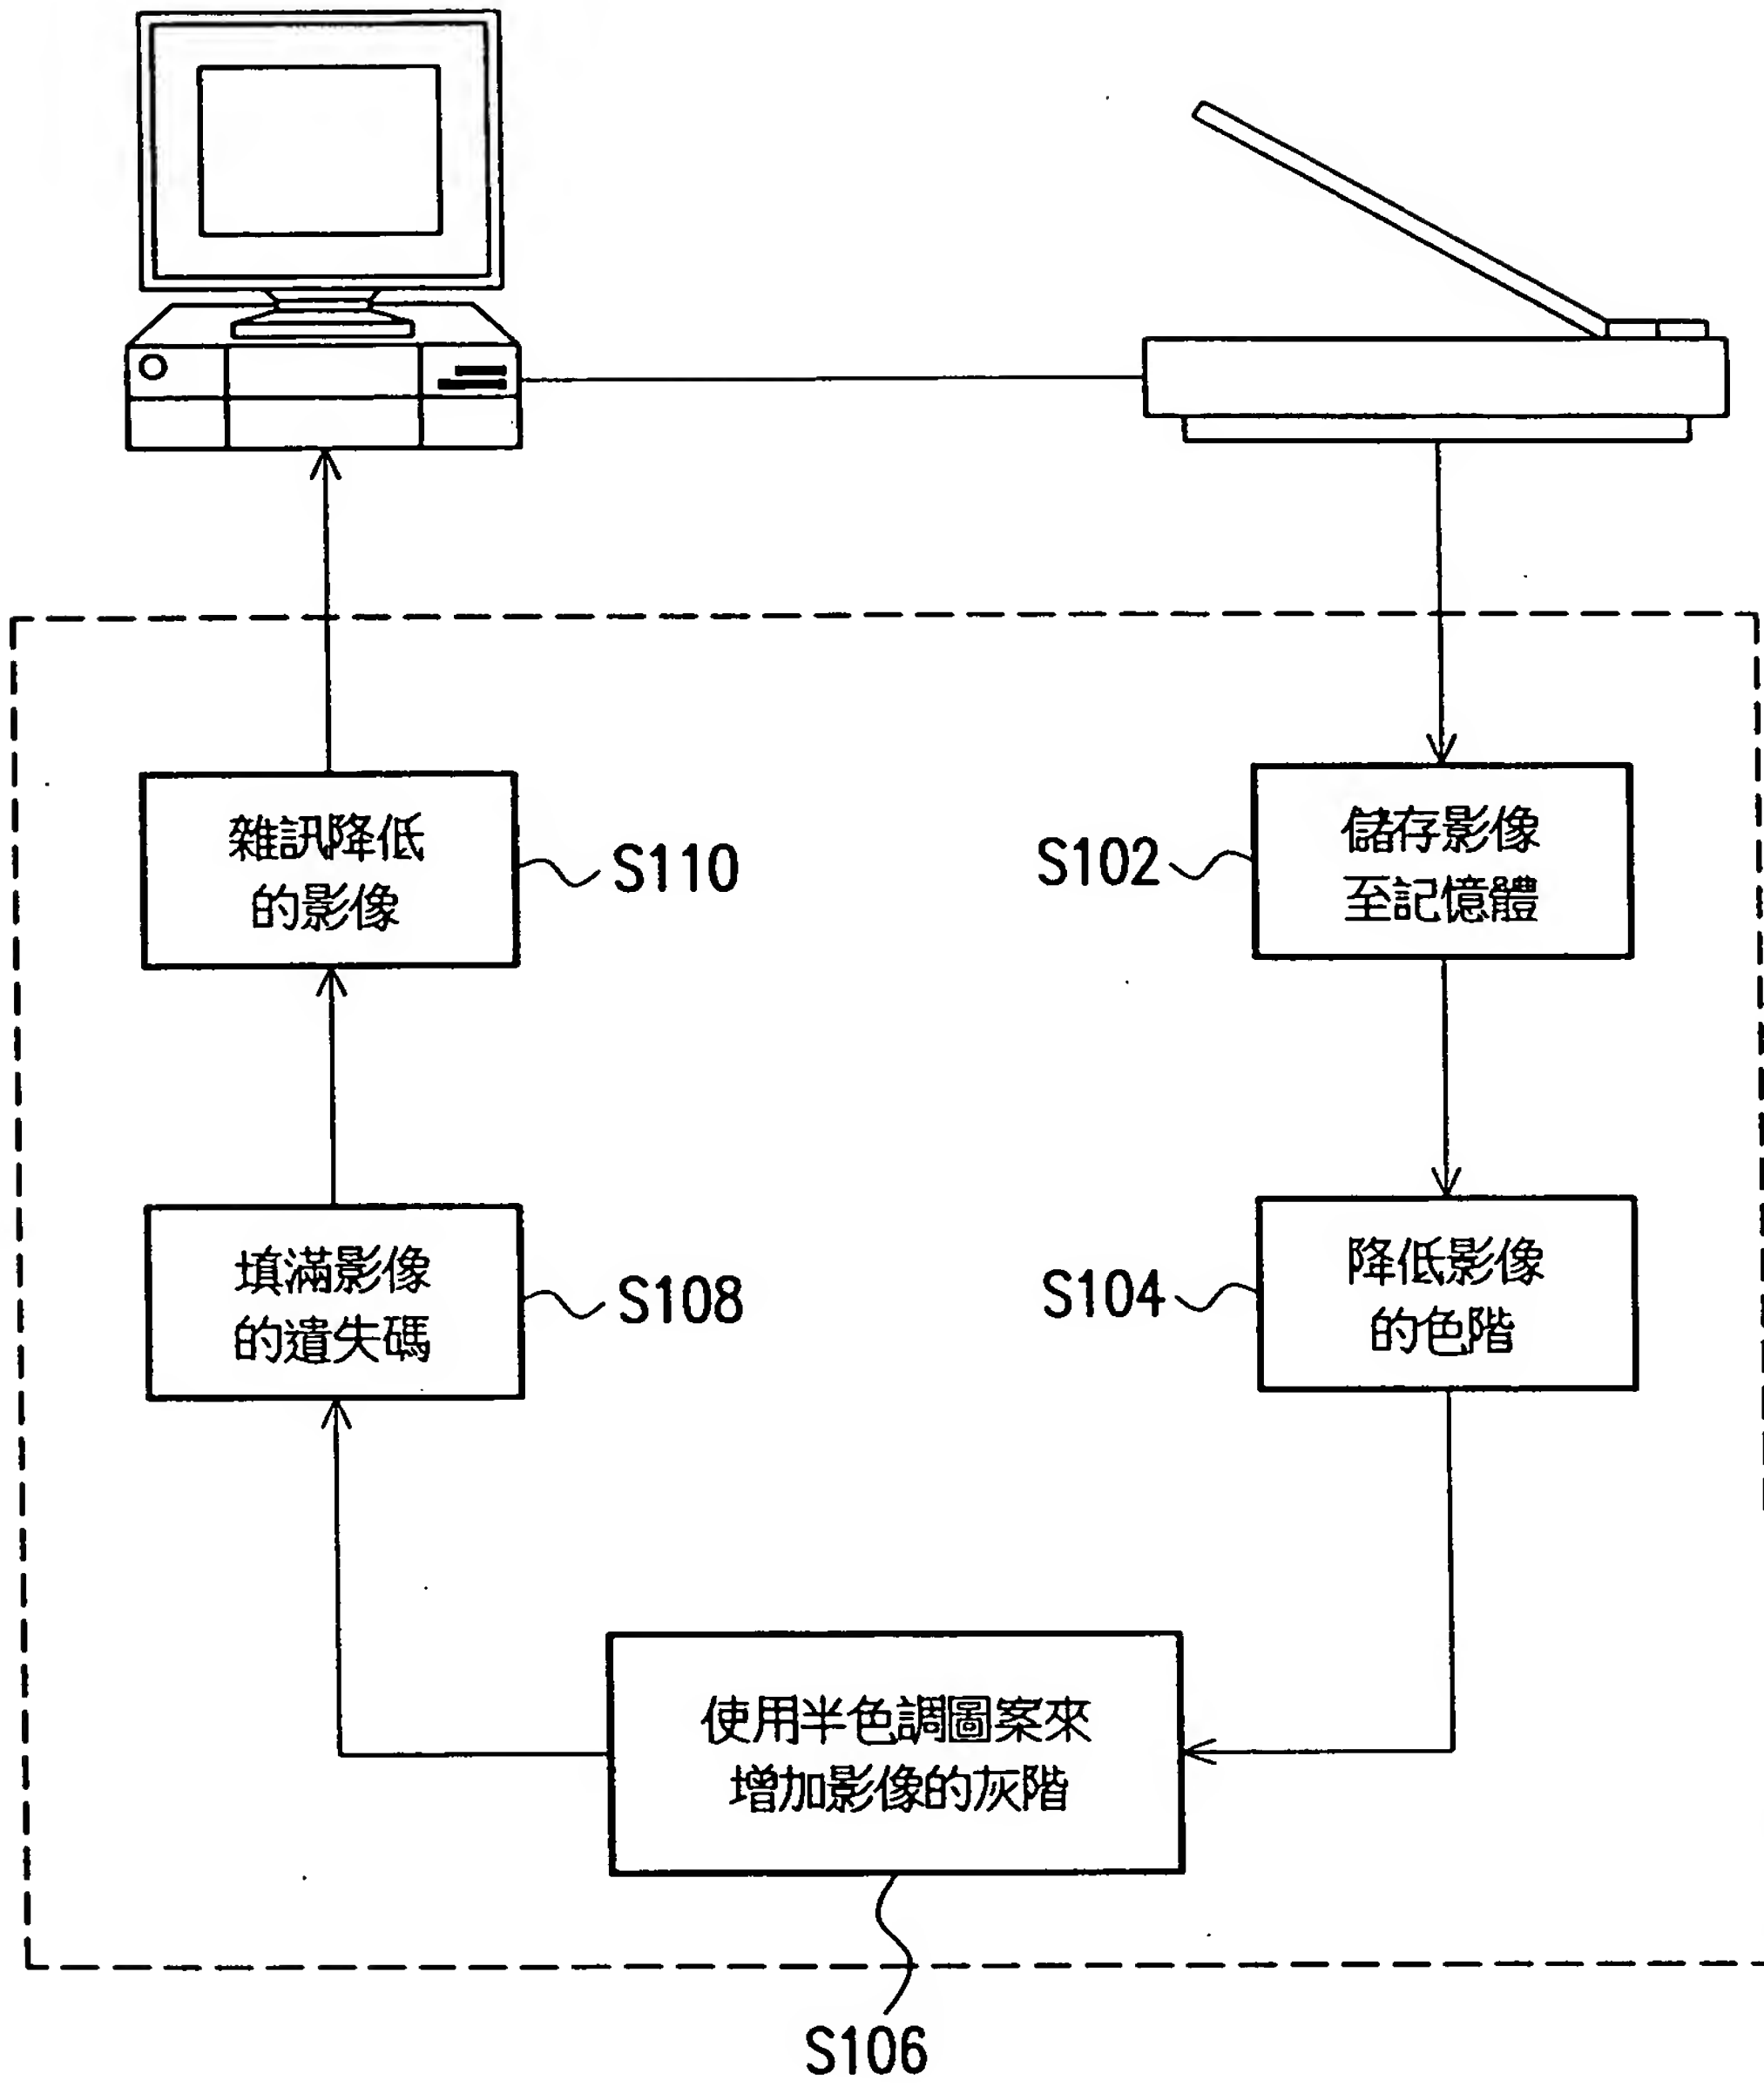 雜訊降低
的影像
S110
S102
儲存影像
至記憶體
填滿影像
的遺失碼
S108
S104
降低影像
的色階
使用半色調圖案來
增加影像的灰階
S106